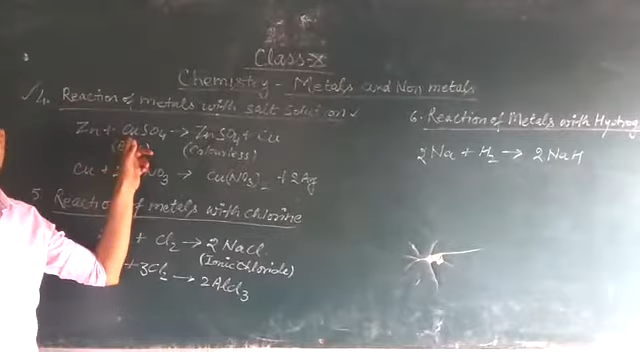 Class-X
Chemistry - Metals and Non metals
4. Reaction of metals with salt solution
Zn + CuSO4 → ZnSO4 + Cu
(Colourless)
Cu + NO3 → Cu(NO3)2 + 2Ag
5. Reaction of metals with chlorine
+ Cl2 → 2NaCl
(Ionic Chloride)
+ 3Cl2 → 2AlCl3
6. Reaction of Metals with Hydrog
2Na + H2 → 2NaH